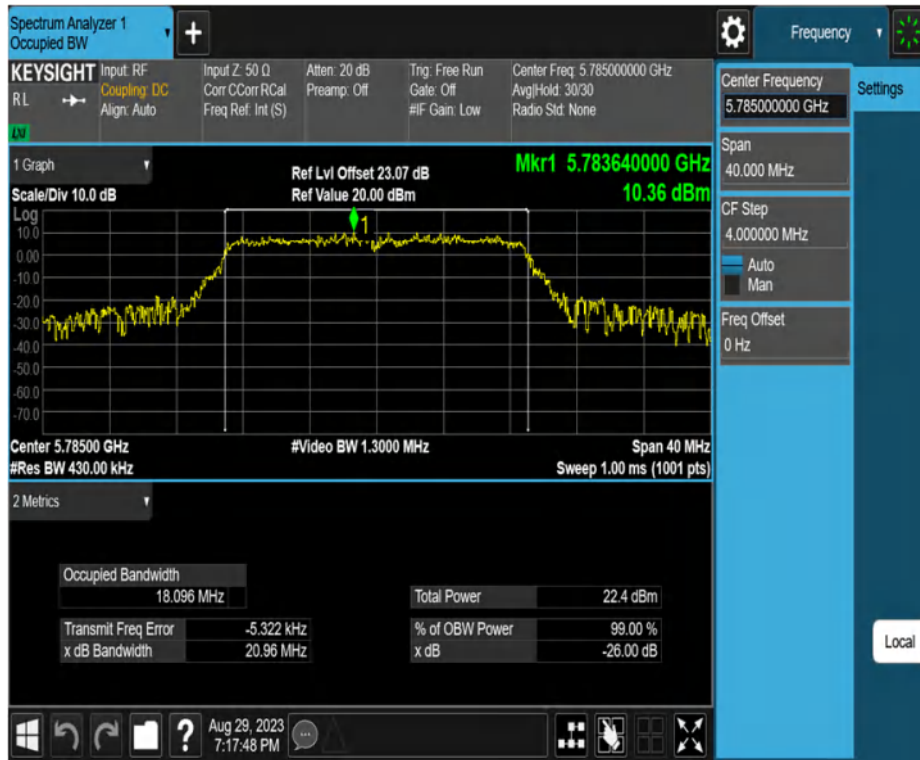 Spectrum Analyzer 1
Occupied BW
+
Frequency
KEYSIGHT
RL
LXI
Input: RF
Coupling: DC
Align: Auto
Input Z: 50 Ω
Corr CCorr RCal
Freq Ref: Int (S)
Atten: 20 dB
Preamp: Off
Trig: Free Run
Gate: Off
#IF Gain: Low
Center Freq: 5.785000000 GHz
Avg|Hold: 30/30
Radio Std: None
Center Frequency
5.785000000 GHz
Settings
Span
40.000 MHz
CF Step
4.000000 MHz
Auto
Man
Freq Offset
0 Hz
1 Graph
Scale/Div 10.0 dB
Ref Lvl Offset 23.07 dB
Ref Value 20.00 dBm
Mkr1 5.783640000 GHz
10.36 dBm
Log
1
10.0
0.00
-10.0
-20.0
-30.0
-40.0
-50.0
-60.0
-70.0
Center 5.78500 GHz
#Video BW 1.3000 MHz
Span 40 MHz
#Res BW 430.00 kHz
Sweep 1.00 ms (1001 pts)
2 Metrics
Occupied Bandwidth
18.096 MHz
Total Power 22.4 dBm
Transmit Freq Error -5.322 kHz
% of OBW Power 99.00 %
x dB Bandwidth 20.96 MHz
x dB -26.00 dB
Local
?
Aug 29, 2023
7:17:48 PM